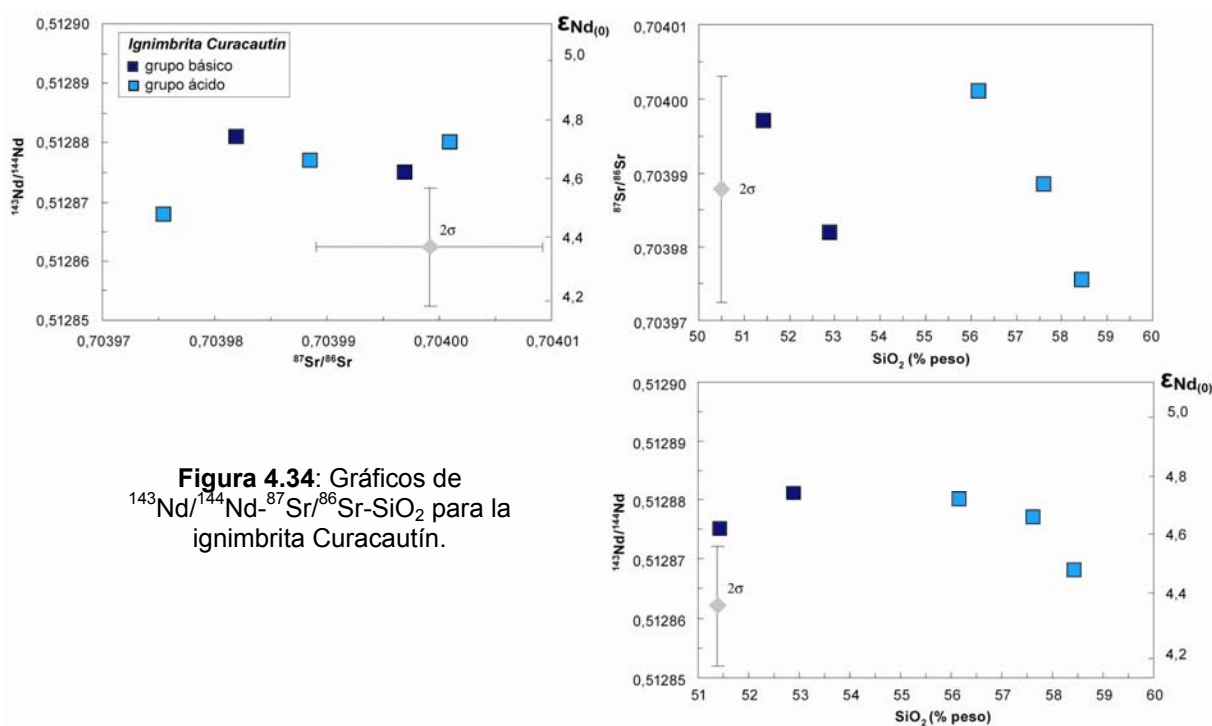 0,51290
0,51289
0,51288
0,51287
0,51286
0,51285
¹⁴³Nd/¹⁴⁴Nd
Ignimbrita Curacautín
grupo básico
grupo ácido
2σ
εNd(0)
5,0
4,8
4,6
4,4
4,2
0,70397
0,70398
0,70399
0,70400
0,70401
⁸⁷Sr/⁸⁶Sr
0,70401
0,70400
0,70399
0,70398
0,70397
⁸⁷Sr/⁸⁶Sr
2σ
50 51 52 53 54 55 56 57 58 59 60
SiO₂ (% peso)
0,51290
0,51289
0,51288
0,51287
0,51286
0,51285
¹⁴³Nd/¹⁴⁴Nd
2σ
εNd(0)
5,0
4,8
4,6
4,4
4,2
51 52 53 54 55 56 57 58 59 60
SiO₂ (% peso)
Figura 4.34: Gráficos de
¹⁴³Nd/¹⁴⁴Nd-⁸⁷Sr/⁸⁶Sr-SiO₂ para la
ignimbrita Curacautín.